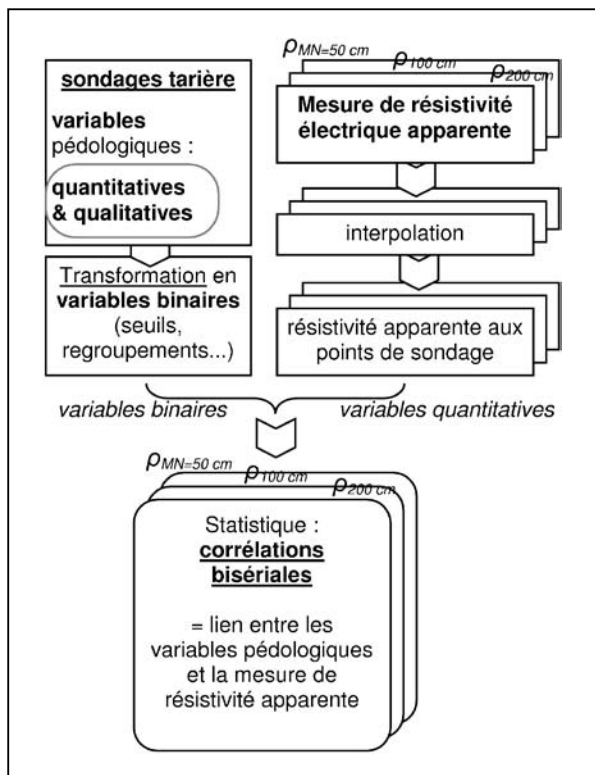 sondages tarière
variables
pédologiques :
quantitatives
& qualitatives
Transformation en
variables binaires
(seuils,
regroupements...)
ρMN=50 cm
ρ100 cm
ρ200 cm
Mesure de résistivité
électrique apparente
interpolation
résistivité apparente aux
points de sondage
variables binaires
variables quantitatives
ρMN=50 cm
ρ100 cm
ρ200 cm
Statistique :
corrélations
bisériales
= lien entre les
variables pédologiques
et la mesure de
résistivité apparente